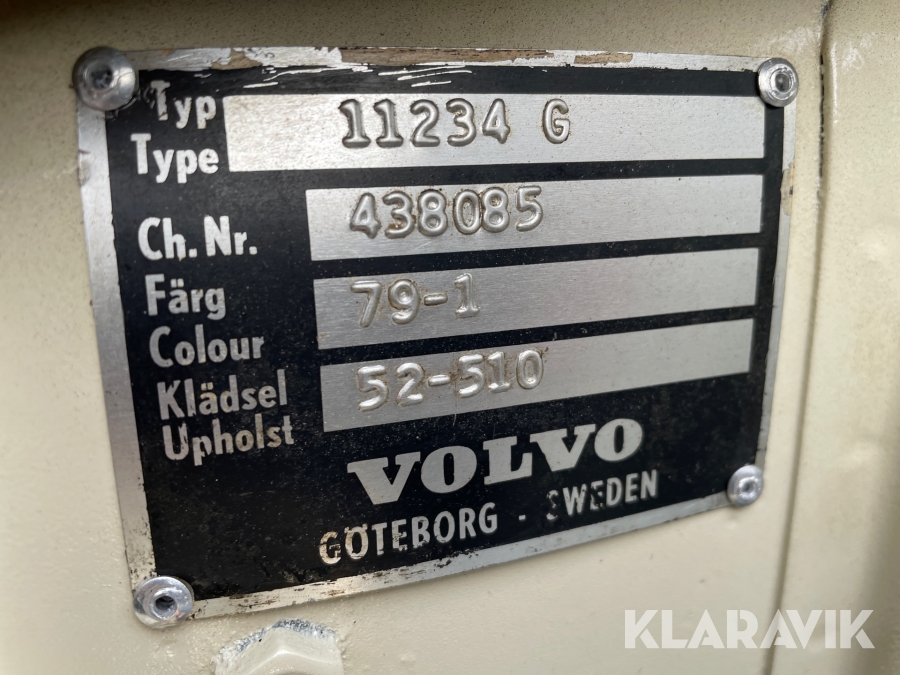 Typ
Type
11234 G
Ch. Nr.
438085
Färg
Colour
79-1
Klädsel
Upholst
52-510
VOLVO
GÖTEBORG - SWEDEN
KLARAVIK